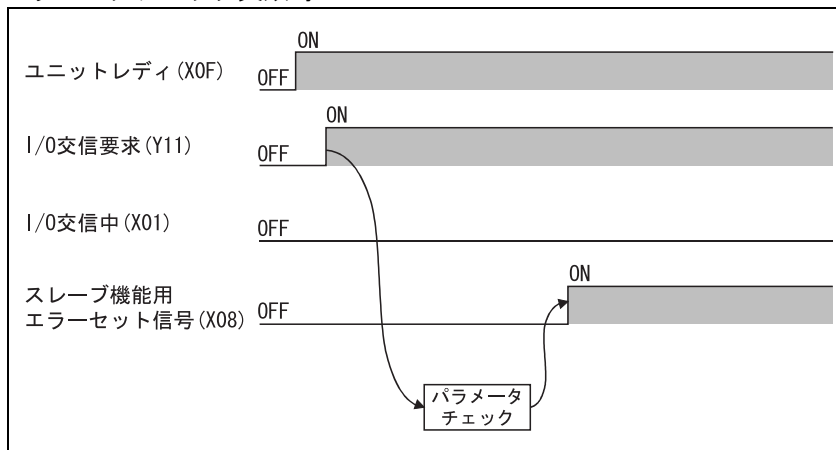 ON
ユニットレディ(X0F)
OFF
ON
I/O交信要求(Y11)
OFF
I/O交信中(X01)
OFF
ON
スレーブ機能用
エラーセット信号(X08)
OFF
パラメータ
チェック